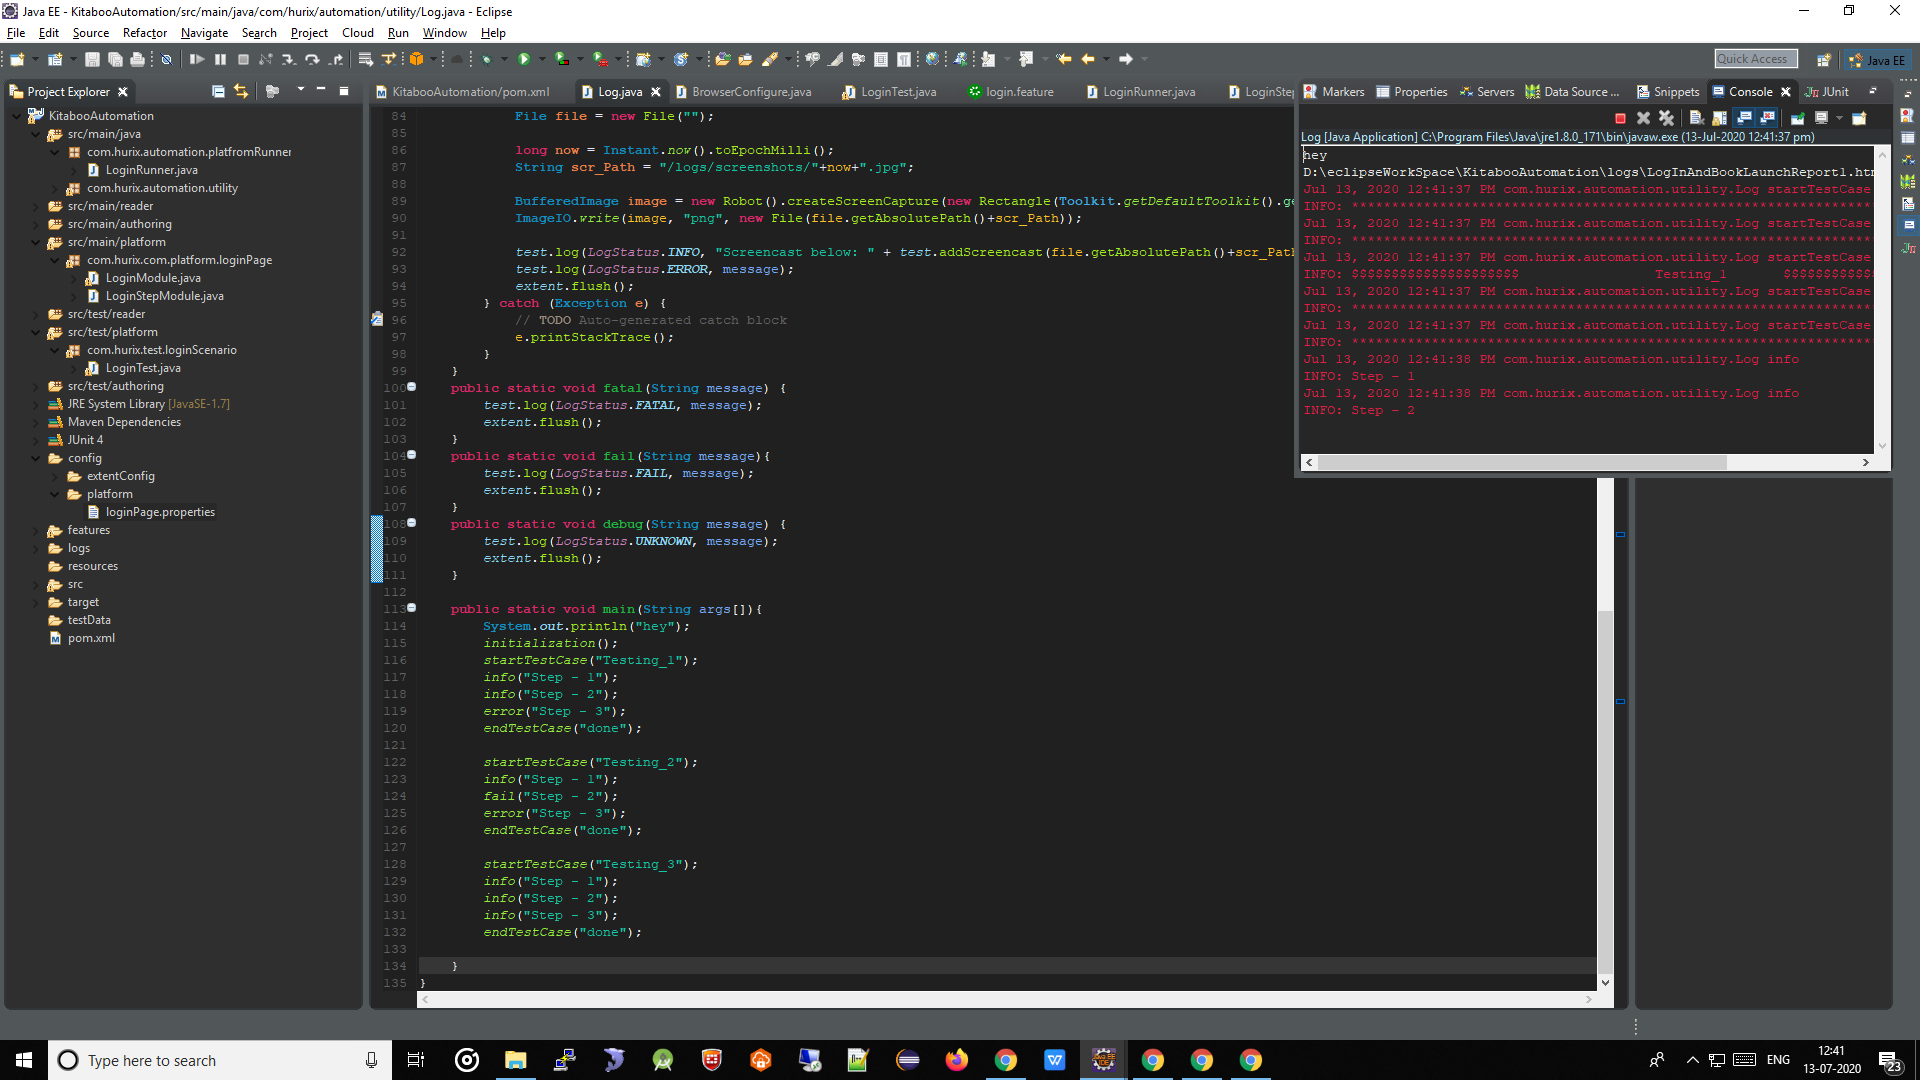 Java EE - KitabooAutomation/src/main/java/com/hurix/automation/utility/Log.java - Eclipse
File Edit Source Refactor Navigate Search Project Cloud Run Window Help
Quick Access
Java EE
Project Explorer
KitabooAutomation
src/main/java
com.hurix.automation.platfromRunner
LoginRunner.java
com.hurix.automation.utility
src/main/reader
src/main/authoring
src/main/platform
com.hurix.com.platform.loginPage
LoginModule.java
LoginStepModule.java
src/test/reader
src/test/platform
com.hurix.test.loginScenario
LoginTest.java
src/test/authoring
JRE System Library [JavaSE-1.7]
Maven Dependencies
JUnit 4
config
extentConfig
platform
loginPage.properties
features
logs
resources
src
target
testData
pom.xml
KitabooAutomation/pom.xml Log.java BrowserConfigure.java LoginTest.java login.feature LoginRunner.java LoginStep
84 File file = new File("");
85
86 long now = Instant.now().toEpochMilli();
87 String scr_Path = "/logs/screenshots/"+now+".jpg";
88
89 BufferedImage image = new Robot().createScreenCapture(new Rectangle(Toolkit.getDefaultToolkit().ge
90 ImageIO.write(image, "png", new File(file.getAbsolutePath()+scr_Path));
91
92 test.log(LogStatus.INFO, "Screencast below: " + test.addScreencast(file.getAbsolutePath()+scr_Path
93 test.log(LogStatus.ERROR, message);
94 extent.flush();
95 } catch (Exception e) {
96 // TODO Auto-generated catch block
97 e.printStackTrace();
98 }
99 }
100 public static void fatal(String message) {
101 test.log(LogStatus.FATAL, message);
102 extent.flush();
103 }
104 public static void fail(String message){
105 test.log(LogStatus.FAIL, message);
106 extent.flush();
107 }
108 public static void debug(String message) {
109 test.log(LogStatus.UNKNOWN, message);
110 extent.flush();
111 }
112
113 public static void main(String args[]){
114 System.out.println("hey");
115 initialization();
116 startTestCase("Testing_1");
117 info("Step - 1");
118 info("Step - 2");
119 error("Step - 3");
120 endTestCase("done");
121
122 startTestCase("Testing_2");
123 info("Step - 1");
124 fail("Step - 2");
125 error("Step - 3");
126 endTestCase("done");
127
128 startTestCase("Testing_3");
129 info("Step - 1");
130 info("Step - 2");
131 info("Step - 3");
132 endTestCase("done");
133
134 }
135 }
Markers Properties Servers Data Source ... Snippets Console JUnit
Log [Java Application] C:\Program Files\Java\jre1.8.0_171\bin\javaw.exe (13-Jul-2020 12:41:37 pm)
hey
D:\eclipseWorkSpace\KitabooAutomation\logs\LogInAndBookLaunchReport1.htm
Jul 13, 2020 12:41:37 PM com.hurix.automation.utility.Log startTestCase
INFO: ****************************************************************
Jul 13, 2020 12:41:37 PM com.hurix.automation.utility.Log startTestCase
INFO: ****************************************************************
Jul 13, 2020 12:41:37 PM com.hurix.automation.utility.Log startTestCase
INFO: $$$$$$$$$$$$$$$$$$$$$ Testing_1 $$$$$$$$$$$
Jul 13, 2020 12:41:37 PM com.hurix.automation.utility.Log startTestCase
INFO: ****************************************************************
Jul 13, 2020 12:41:37 PM com.hurix.automation.utility.Log startTestCase
INFO: ****************************************************************
Jul 13, 2020 12:41:38 PM com.hurix.automation.utility.Log info
INFO: Step - 1
Jul 13, 2020 12:41:38 PM com.hurix.automation.utility.Log info
INFO: Step - 2
Type here to search
ENG
12:41
13-07-2020
23